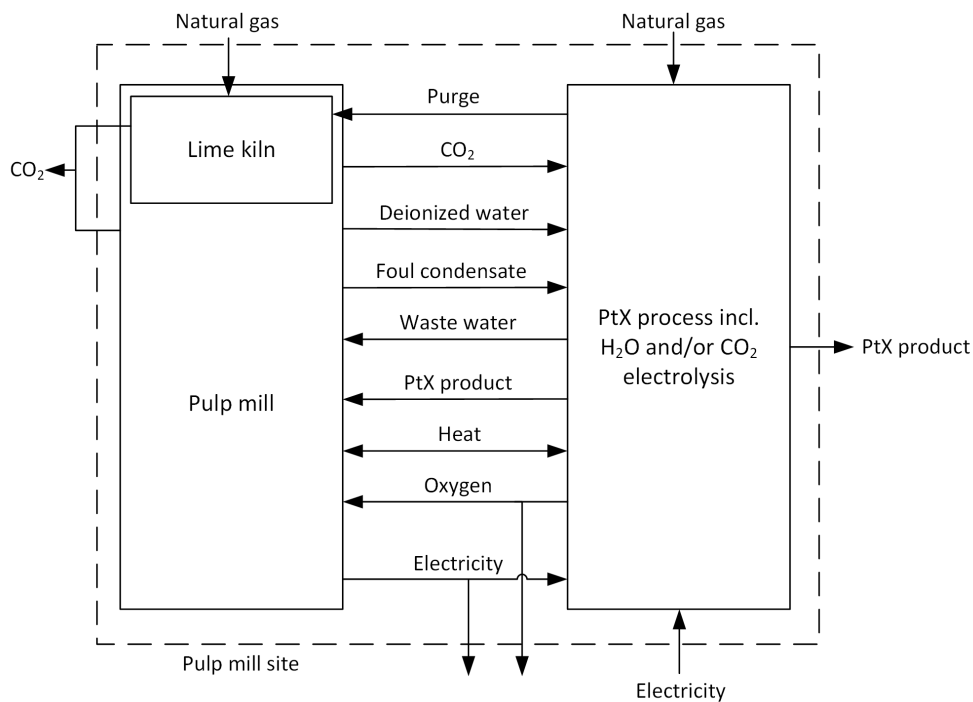 Natural gas
Natural gas
Purge
Lime kiln
CO₂
CO₂
Deionized water
Foul condensate
Waste water
PtX process incl.
H₂O and/or CO₂
electrolysis
PtX product
PtX product
Pulp mill
Heat
Oxygen
Electricity
Pulp mill site
Electricity